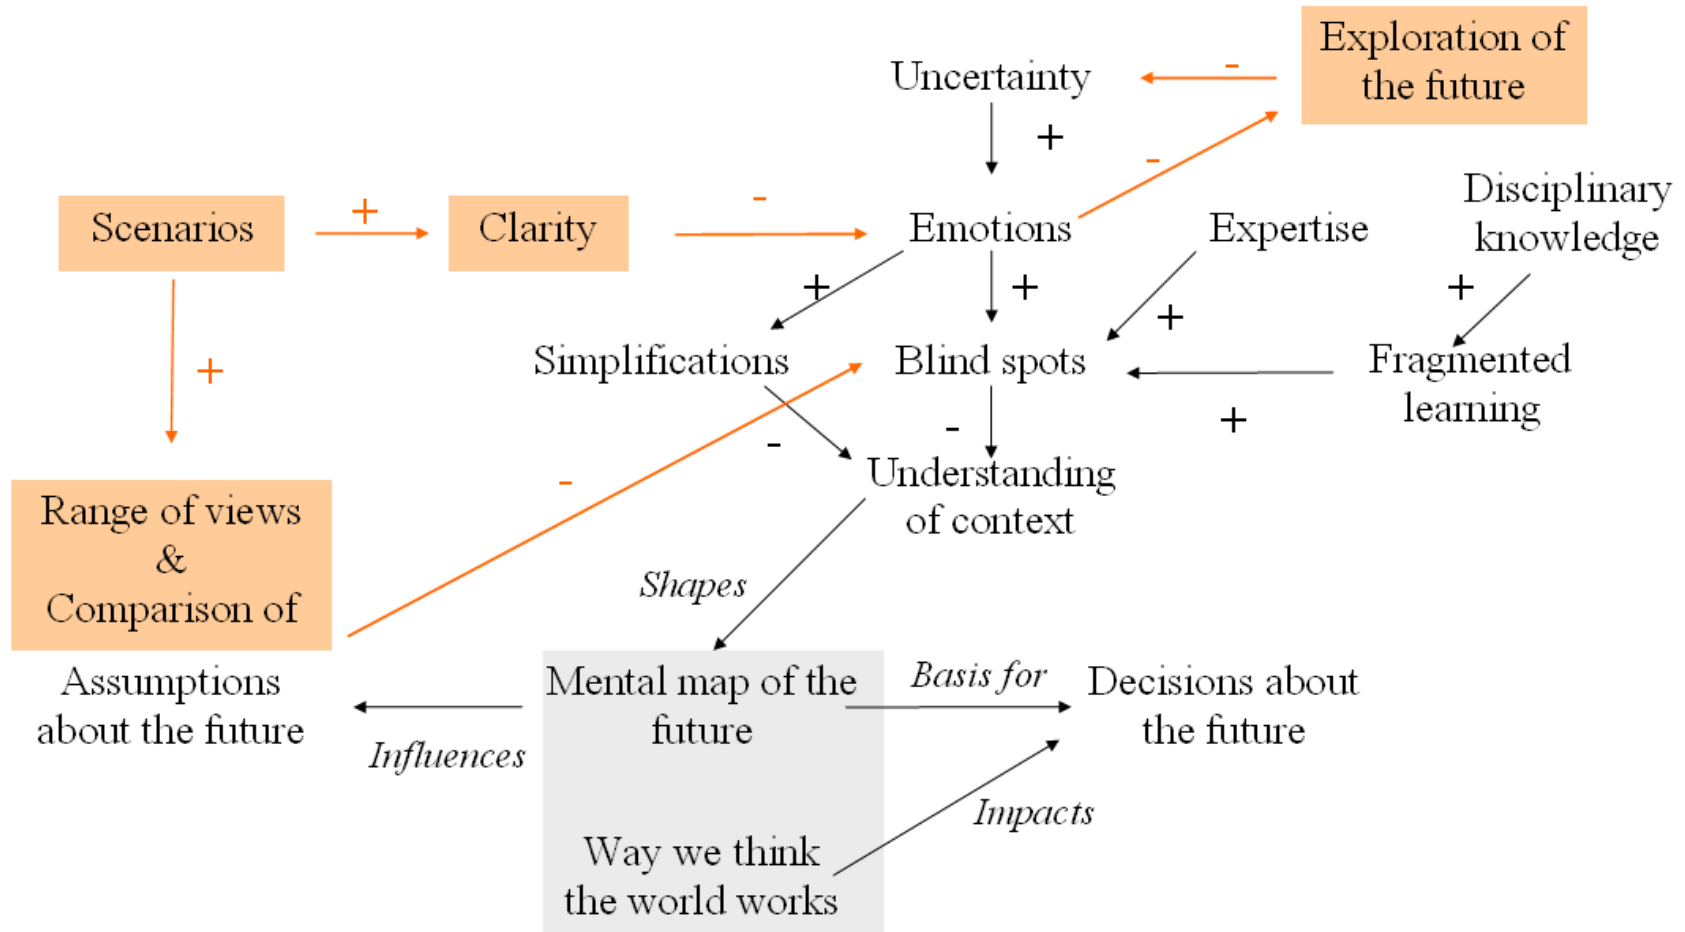 Exploration of
the future
-
Uncertainty
+
-
Disciplinary
knowledge
Scenarios
+
Clarity
-
Emotions
Expertise
+
+
+
+
+
Simplifications
Blind spots
Fragmented
learning
+
-
-
-
Understanding
of context
Range of views
&
Comparison of
Assumptions
about the future
Shapes
Mental map of the
future
Basis for
Decisions about
the future
Influences
Impacts
Way we think
the world works